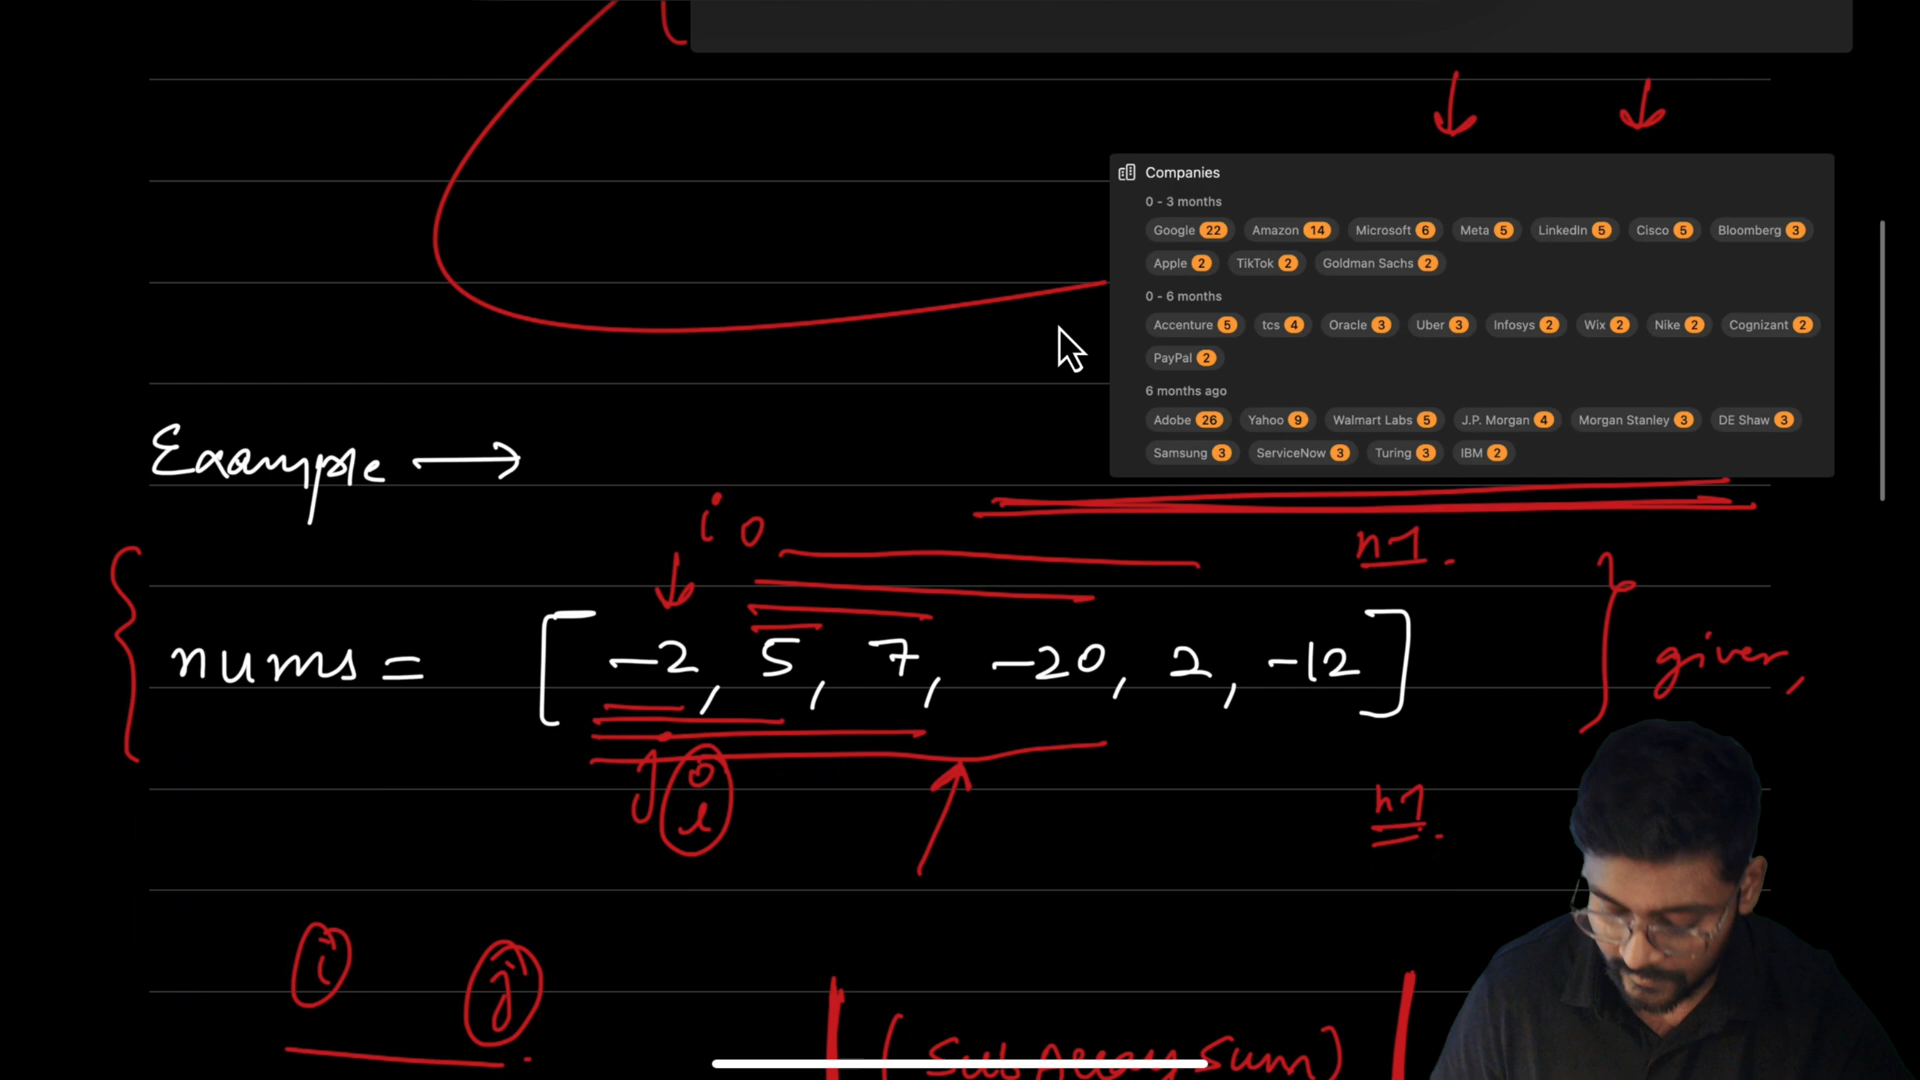 Companies
0 - 3 months
Google 22 Amazon 14 Microsoft 6 Meta 5 LinkedIn 5 Cisco 5 Bloomberg 3
Apple 2 TikTok 2 Goldman Sachs 2
0 - 6 months
Accenture 5 tcs 4 Oracle 3 Uber 3 Infosys 2 Wix 2 Nike 2 Cognizant 2
PayPal 2
6 months ago
Adobe 26 Yahoo 9 Walmart Labs 5 J.P. Morgan 4 Morgan Stanley 3 DE Shaw 3
Samsung 3 ServiceNow 3 Turing 3 IBM 2
Example →
i 0
n1.
nums = [ -2, 5, 7, -20, 2, -12 ] given,
j
n1.
i j
| (SubArraySum) |